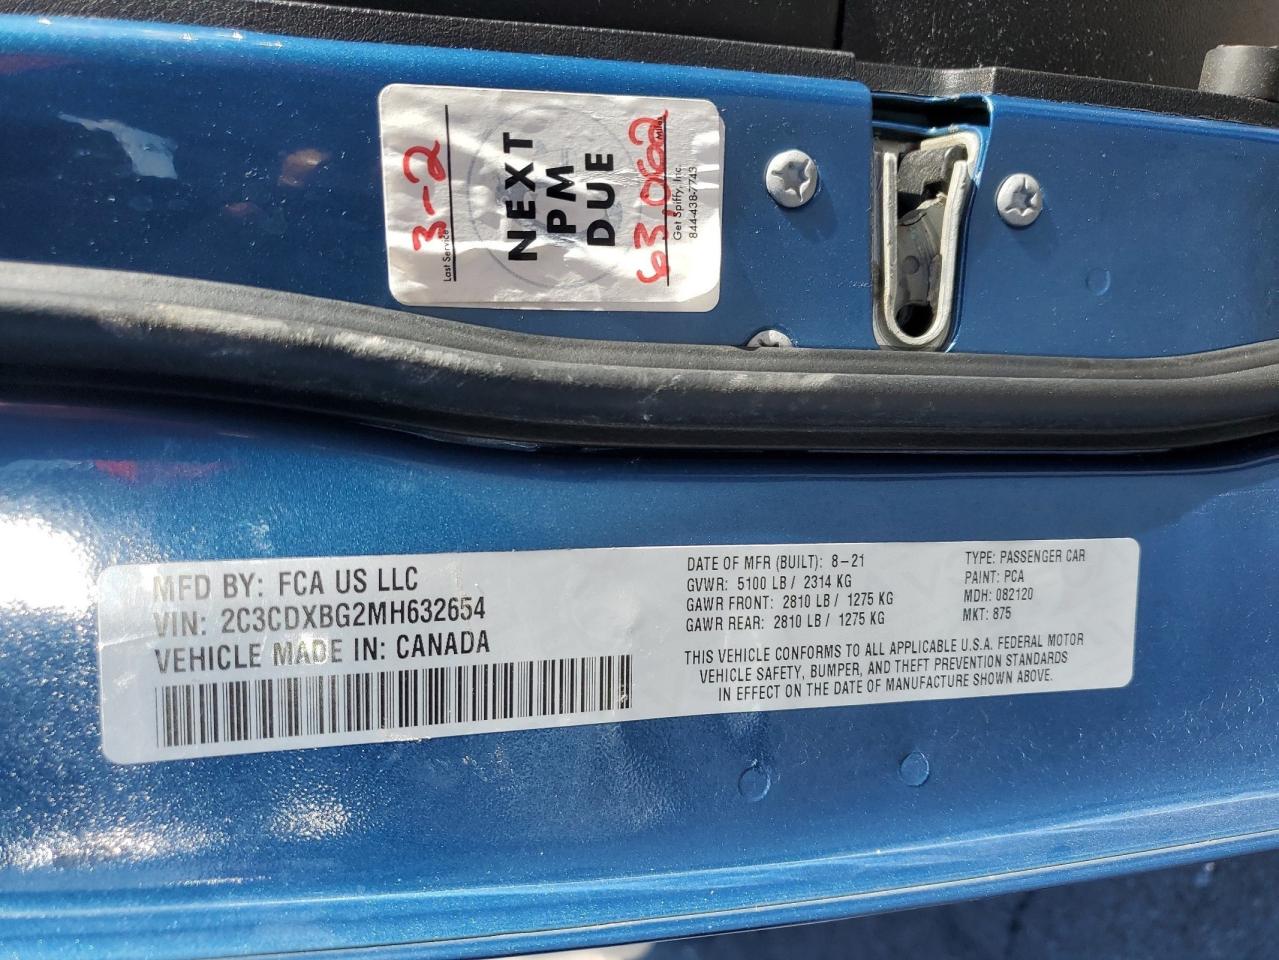 3-2
Last Service
NEXT
PM
DUE
63,062
Miles
Get Spiffy, Inc.
844-438-7743
MFD BY: FCA US LLC
VIN: 2C3CDXBG2MH632654
VEHICLE MADE IN: CANADA
DATE OF MFR (BUILT): 8-21
GVWR: 5100 LB / 2314 KG
GAWR FRONT: 2810 LB / 1275 KG
GAWR REAR: 2810 LB / 1275 KG
TYPE: PASSENGER CAR
PAINT: PCA
MDH: 082120
MKT: 875
THIS VEHICLE CONFORMS TO ALL APPLICABLE U.S.A. FEDERAL MOTOR
VEHICLE SAFETY, BUMPER, AND THEFT PREVENTION STANDARDS
IN EFFECT ON THE DATE OF MANUFACTURE SHOWN ABOVE.